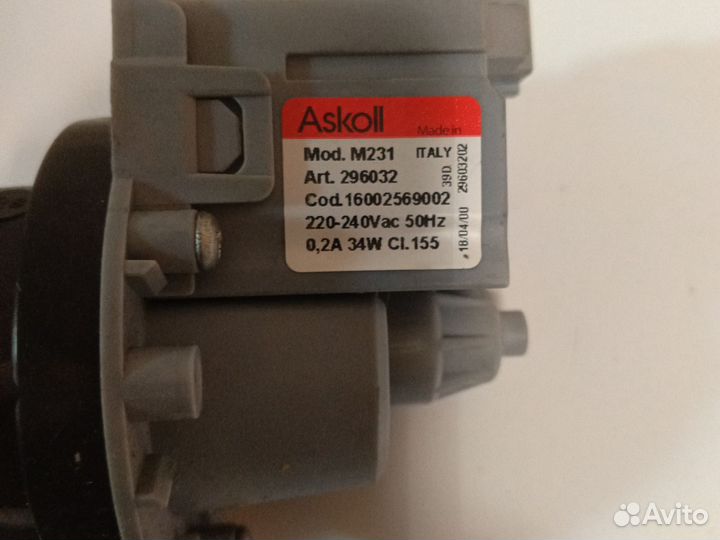 Askoll
Made in
ITALY
Mod. M231
Art. 296032
Cod.16002569002
220-240Vac 50Hz
0,2A 34W Cl.155
39D
18/04/00 29603202
Avito